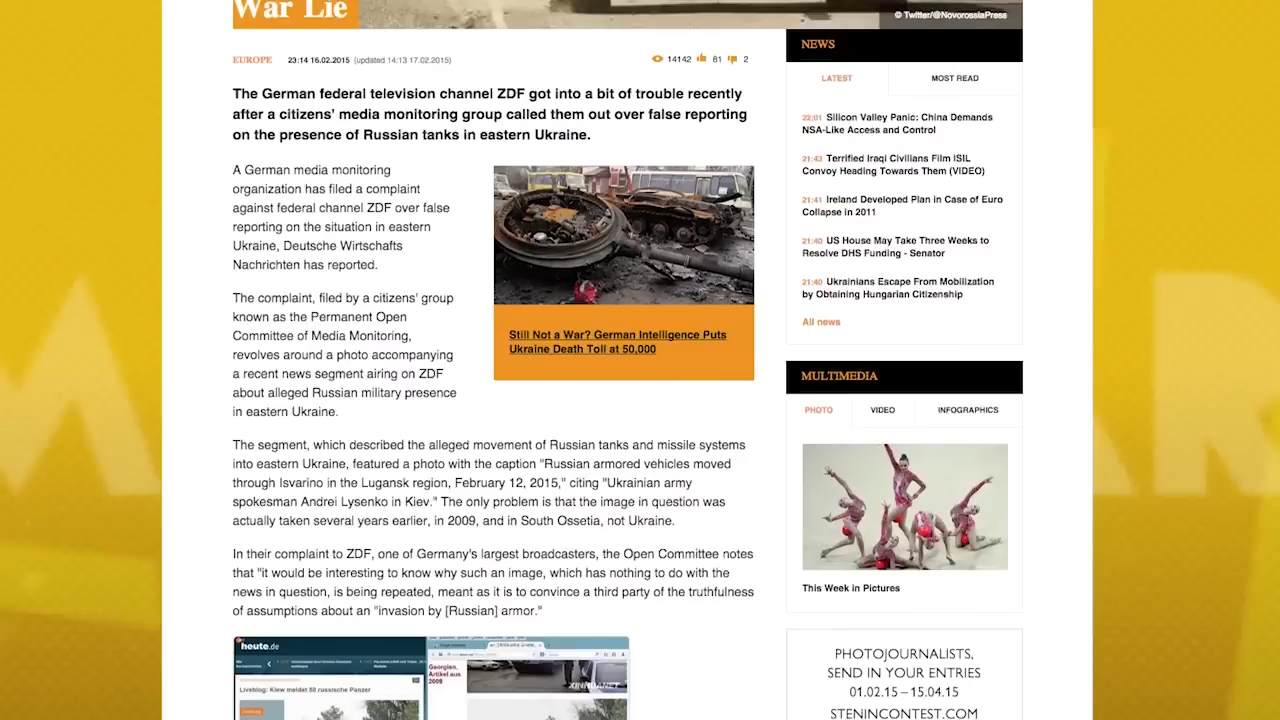 War Lie
© Twitter/@NovorossiaPress
EUROPE 23:14 16.02.2015 (updated 14:13 17.02.2015) 14142 81 2
The German federal television channel ZDF got into a bit of trouble recently
after a citizens' media monitoring group called them out over false reporting
on the presence of Russian tanks in eastern Ukraine.
A German media monitoring
organization has filed a complaint
against federal channel ZDF over false
reporting on the situation in eastern
Ukraine, Deutsche Wirtschafts
Nachrichten has reported.
The complaint, filed by a citizens' group
known as the Permanent Open
Committee of Media Monitoring,
revolves around a photo accompanying
a recent news segment airing on ZDF
about alleged Russian military presence
in eastern Ukraine.
Still Not a War? German Intelligence Puts
Ukraine Death Toll at 50,000
The segment, which described the alleged movement of Russian tanks and missile systems
into eastern Ukraine, featured a photo with the caption "Russian armored vehicles moved
through Isvarino in the Lugansk region, February 12, 2015," citing "Ukrainian army
spokesman Andrei Lysenko in Kiev." The only problem is that the image in question was
actually taken several years earlier, in 2009, and in South Ossetia, not Ukraine.
In their complaint to ZDF, one of Germany's largest broadcasters, the Open Committee notes
that "it would be interesting to know why such an image, which has nothing to do with the
news in question, is being repeated, meant as it is to convince a third party of the truthfulness
of assumptions about an "invasion by [Russian] armor."
heute.de
Liveblog: Kiew meldet 50 russische Panzer
Georgien,
Artikel aus
2009
XINHUANET
NEWS
LATEST MOST READ
22:01 Silicon Valley Panic: China Demands
NSA-Like Access and Control
21:43 Terrified Iraqi Civilians Film ISIL
Convoy Heading Towards Them (VIDEO)
21:41 Ireland Developed Plan in Case of Euro
Collapse in 2011
21:40 US House May Take Three Weeks to
Resolve DHS Funding - Senator
21:40 Ukrainians Escape From Mobilization
by Obtaining Hungarian Citizenship
All news
MULTIMEDIA
PHOTO VIDEO INFOGRAPHICS
This Week in Pictures
PHOTOJOURNALISTS,
SEND IN YOUR ENTRIES
01.02.15 – 15.04.15
STENINCONTEST.COM